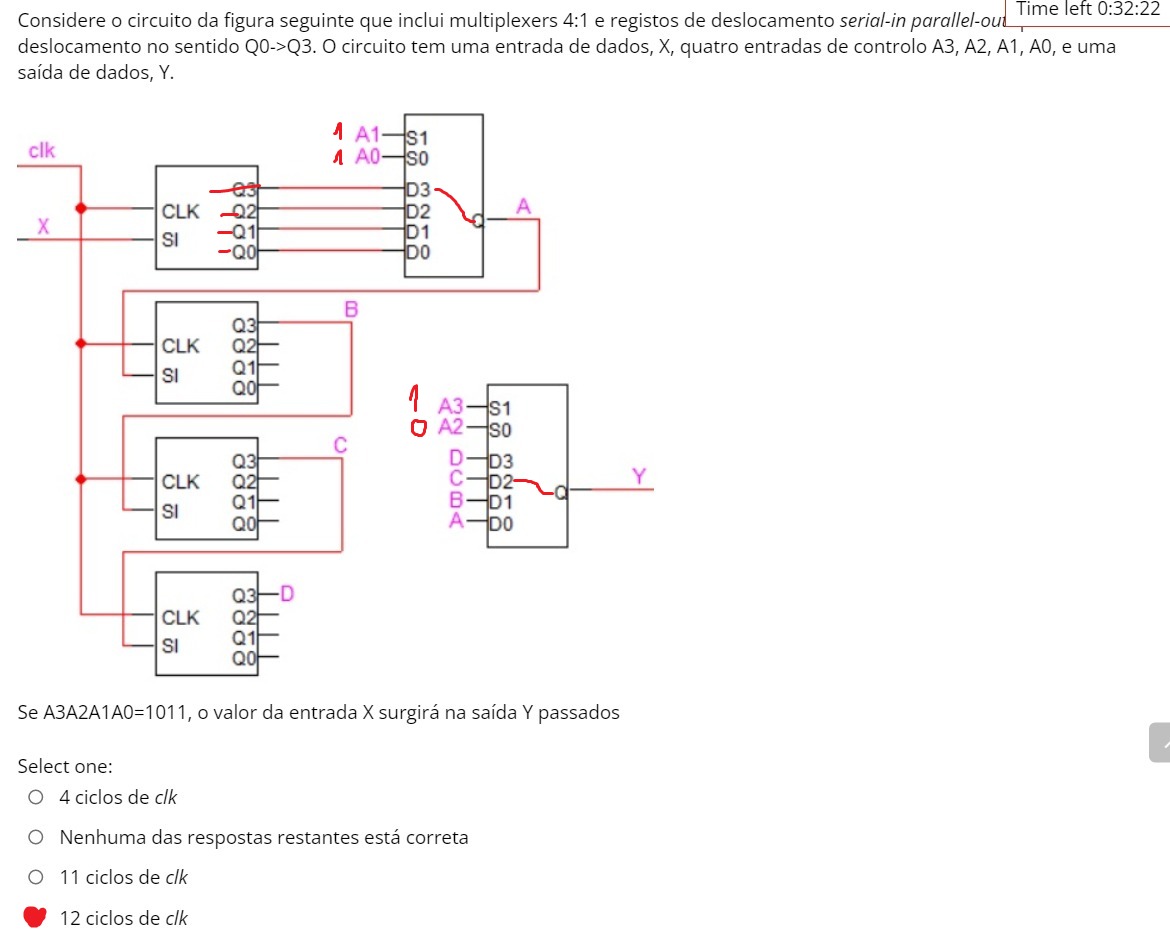 Considere o circuito da figura seguinte que inclui multiplexers 4:1 e registos de deslocamento serial-in parallel-out
Time left 0:32:22
deslocamento no sentido Q0->Q3. O circuito tem uma entrada de dados, X, quatro entradas de controlo A3, A2, A1, A0, e uma
saída de dados, Y.
clk
X
CLK
SI
Q3
Q2
Q1
Q0
1 A1
1 A0
S1
S0
D3
D2
D1
D0
Q
A
CLK
SI
Q3
Q2
Q1
Q0
B
CLK
SI
Q3
Q2
Q1
Q0
C
CLK
SI
Q3
Q2
Q1
Q0
D
1 A3
0 A2
D
C
B
A
S1
S0
D3
D2
D1
D0
Q
Y
Se A3A2A1A0=1011, o valor da entrada X surgirá na saída Y passados
Select one:
4 ciclos de clk
Nenhuma das respostas restantes está correta
11 ciclos de clk
12 ciclos de clk